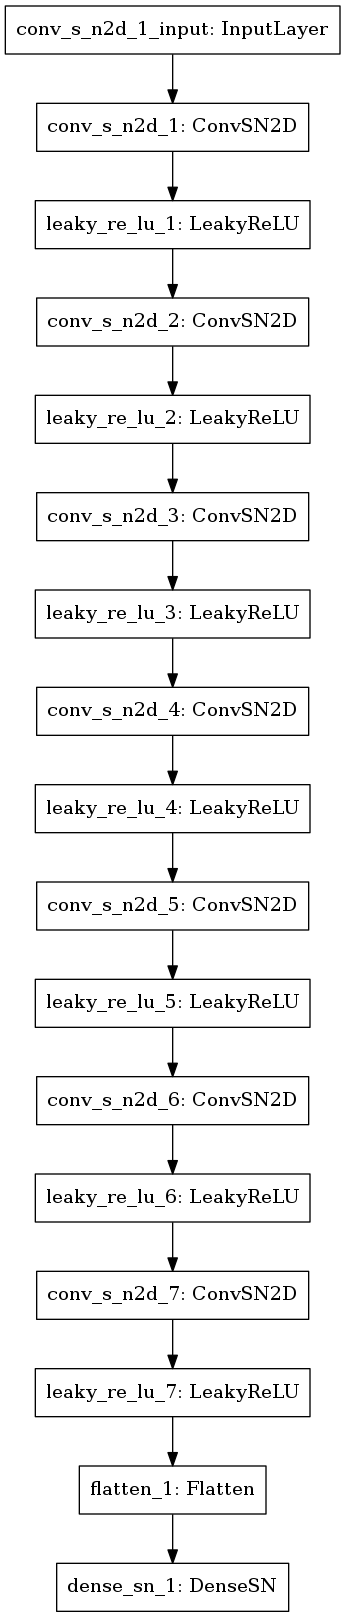 conv_s_n2d_1_input: InputLayer
conv_s_n2d_1: ConvSN2D
leaky_re_lu_1: LeakyReLU
conv_s_n2d_2: ConvSN2D
leaky_re_lu_2: LeakyReLU
conv_s_n2d_3: ConvSN2D
leaky_re_lu_3: LeakyReLU
conv_s_n2d_4: ConvSN2D
leaky_re_lu_4: LeakyReLU
conv_s_n2d_5: ConvSN2D
leaky_re_lu_5: LeakyReLU
conv_s_n2d_6: ConvSN2D
leaky_re_lu_6: LeakyReLU
conv_s_n2d_7: ConvSN2D
leaky_re_lu_7: LeakyReLU
flatten_1: Flatten
dense_sn_1: DenseSN